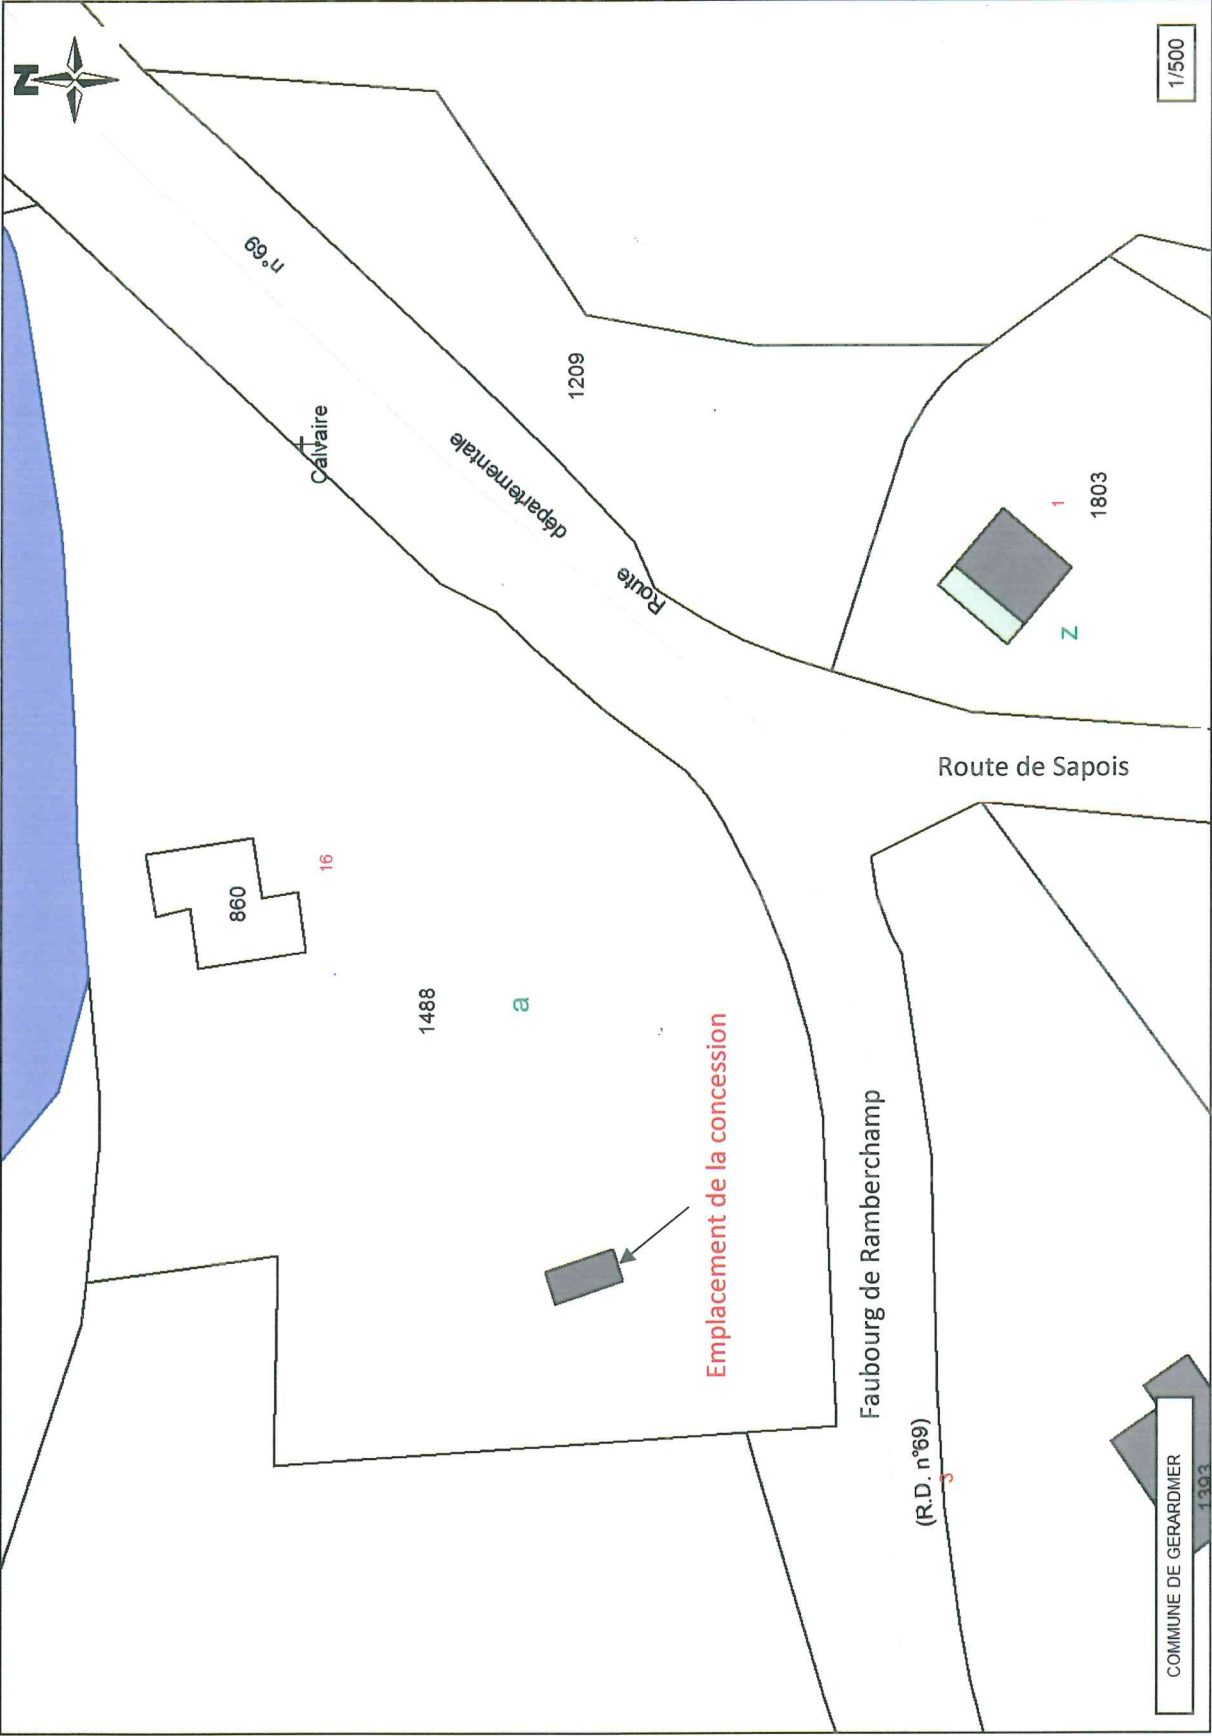 N
1/500
n°69
Calvaire
départementale
Route
1209
1803
1
z
Route de Sapois
860
16
1488
a
Emplacement de la concession
Faubourg de Ramberchamp
(R.D. n°69)
3
COMMUNE DE GERARDMER
1393